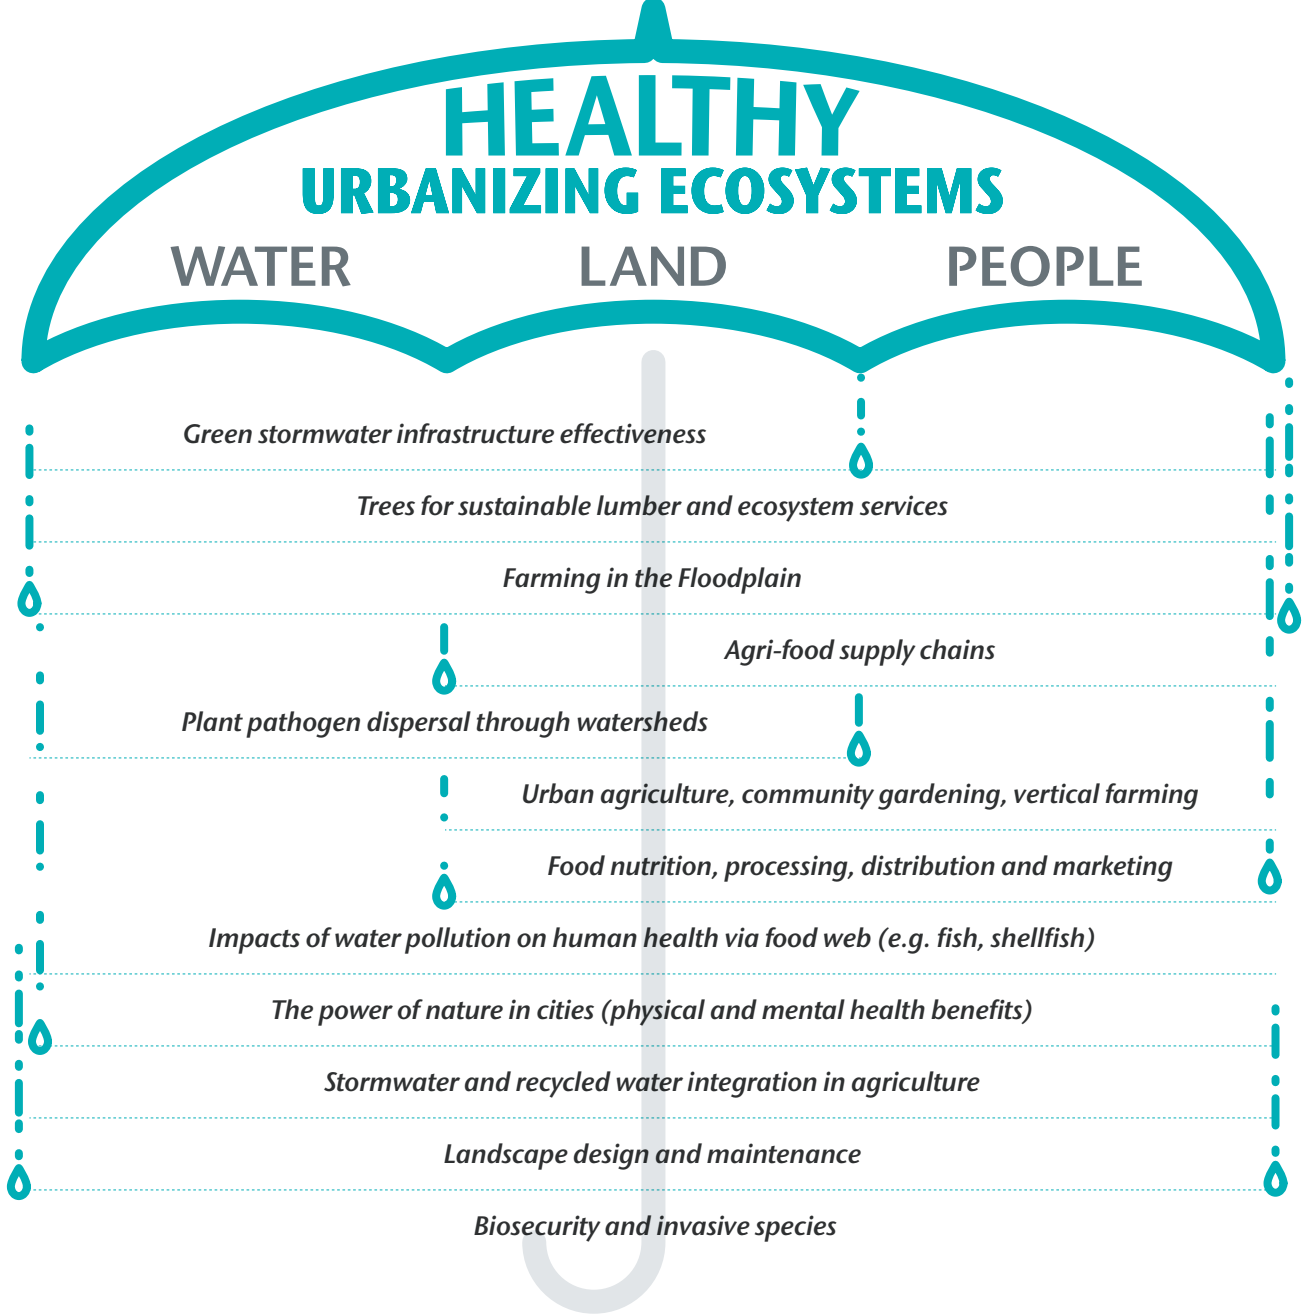 HEALTHY
URBANIZING ECOSYSTEMS
WATER LAND PEOPLE
Green stormwater infrastructure effectiveness
Trees for sustainable lumber and ecosystem services
Farming in the Floodplain
Agri-food supply chains
Plant pathogen dispersal through watersheds
Urban agriculture, community gardening, vertical farming
Food nutrition, processing, distribution and marketing
Impacts of water pollution on human health via food web (e.g. fish, shellfish)
The power of nature in cities (physical and mental health benefits)
Stormwater and recycled water integration in agriculture
Landscape design and maintenance
Biosecurity and invasive species